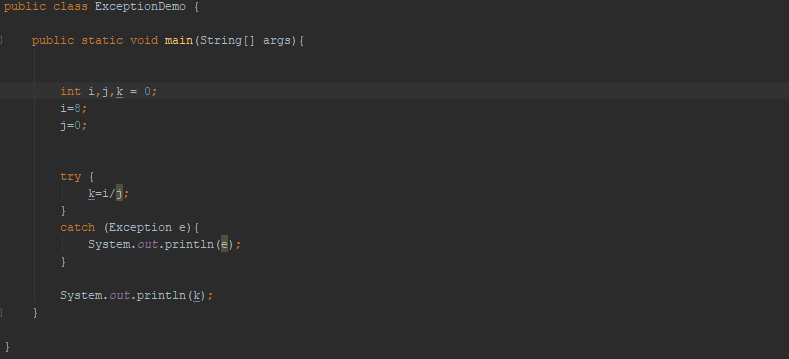 public class ExceptionDemo {
public static void main(String[] args){
int i,j,k = 0;
i=8;
j=0;
try {
k=i/j;
}
catch (Exception e){
System.out.println(e);
}
System.out.println(k);
}
}